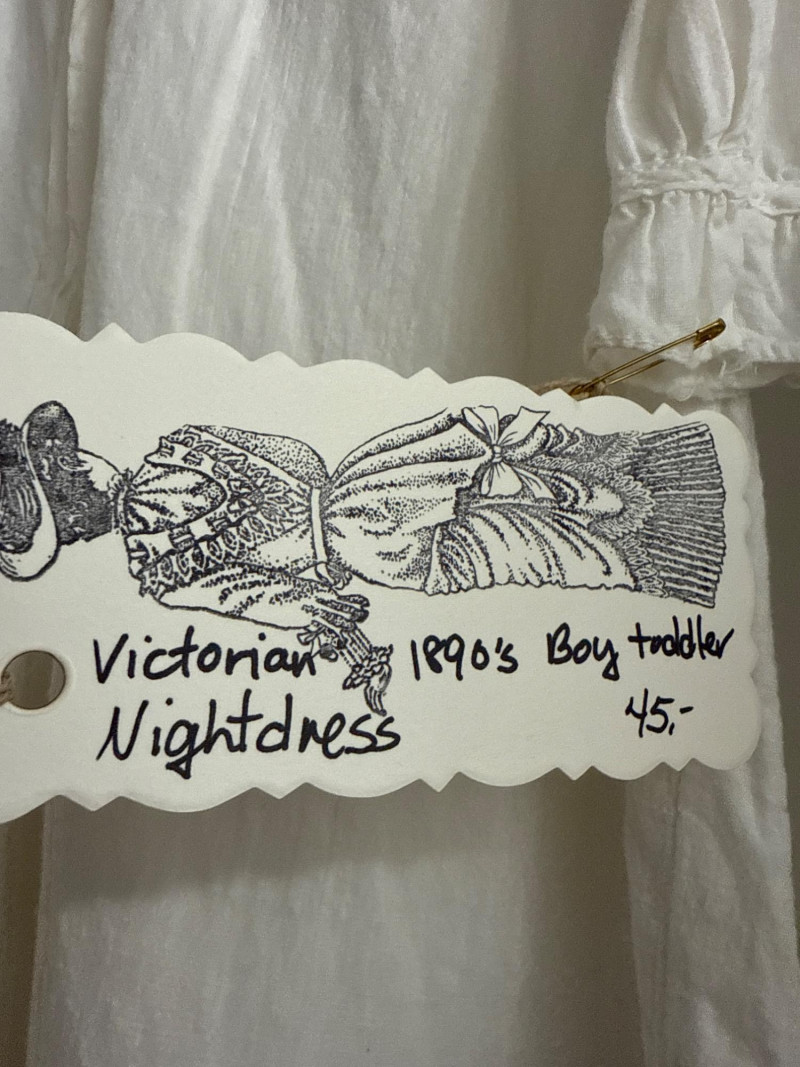 Victorian 1890's Boy toddler
Nightdress 45,-